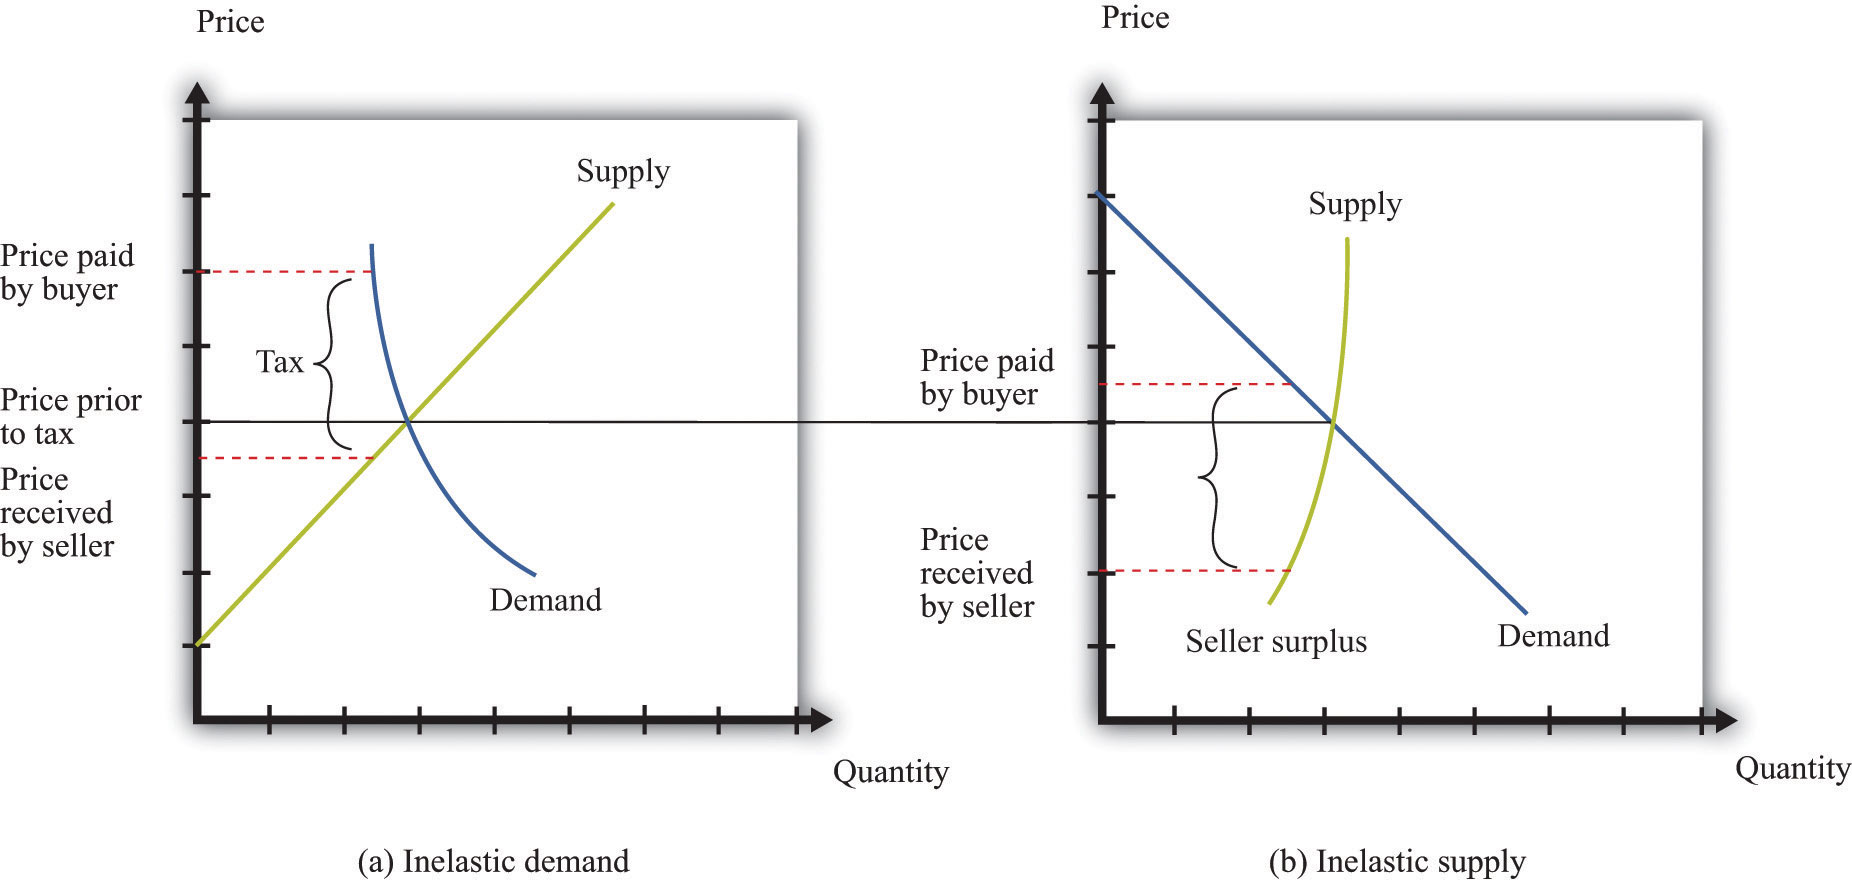 Price
Supply
Price paid
by buyer
Tax
Price prior
to tax
Price
received
by seller
Demand
Quantity
(a) Inelastic demand
Price
Supply
Price paid
by buyer
Price
received
by seller
Seller surplus
Demand
Quantity
(b) Inelastic supply